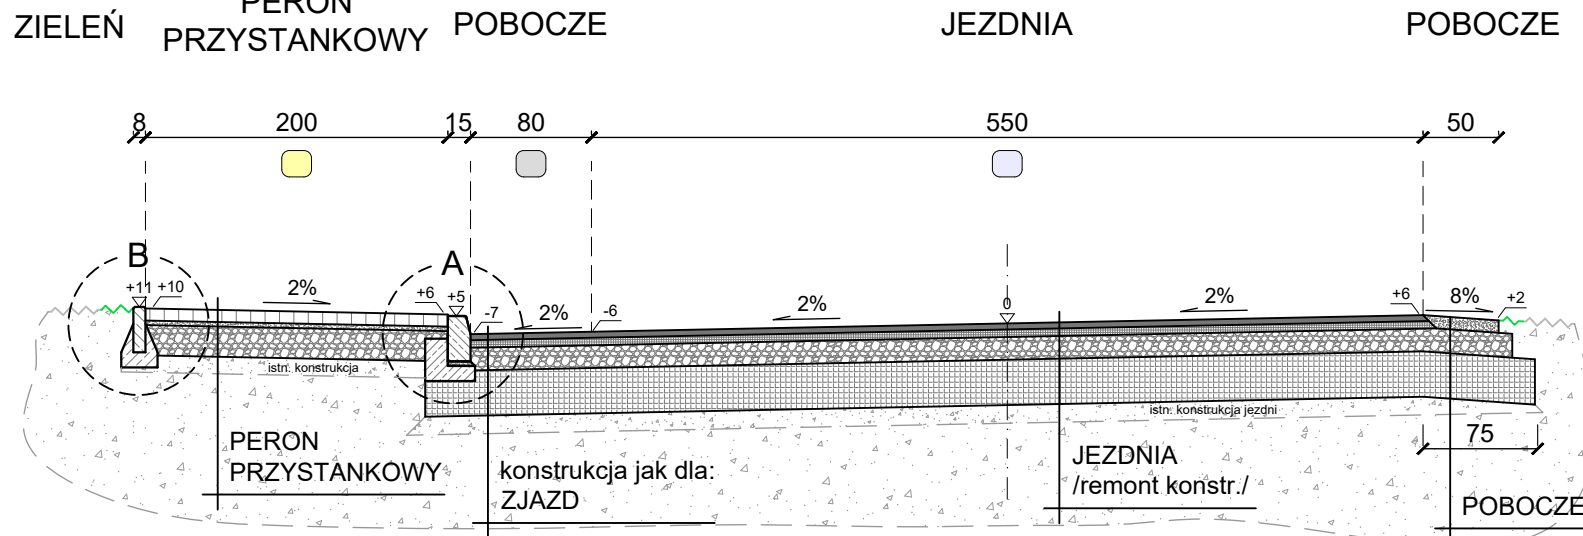 PERON
ZIELEŃ PRZYSTANKOWY POBOCZE JEZDNIA POBOCZE
8 200 15 80 550 50
B A
+11 +10 2% +6 +5 -7 2% -6 2% 0 2% +6 8% +2
istn. konstrukcja
istn. konstrukcja jezdni
75
PERON
PRZYSTANKOWY
konstrukcja jak dla:
ZJAZD
JEZDNIA
/remont konstr./
POBOCZE